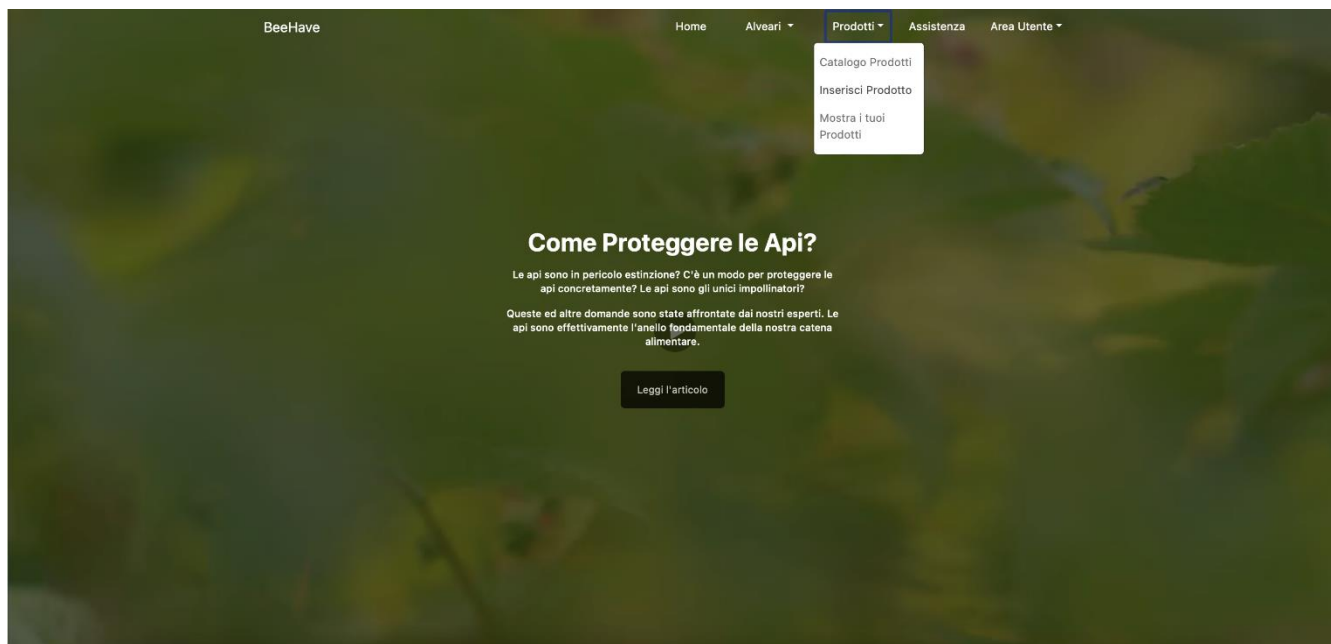 BeeHave
Home
Alveari
Prodotti
Assistenza
Area Utente
Catalogo Prodotti
Inserisci Prodotto
Mostra i tuoi
Prodotti
Come Proteggere le Api?
Le api sono in pericolo estinzione? C'è un modo per proteggere le
api concretamente? Le api sono gli unici impollinatori?
Queste ed altre domande sono state affrontate dai nostri esperti. Le
api sono effettivamente l'anello fondamentale della nostra catena
alimentare.
Leggi l'articolo